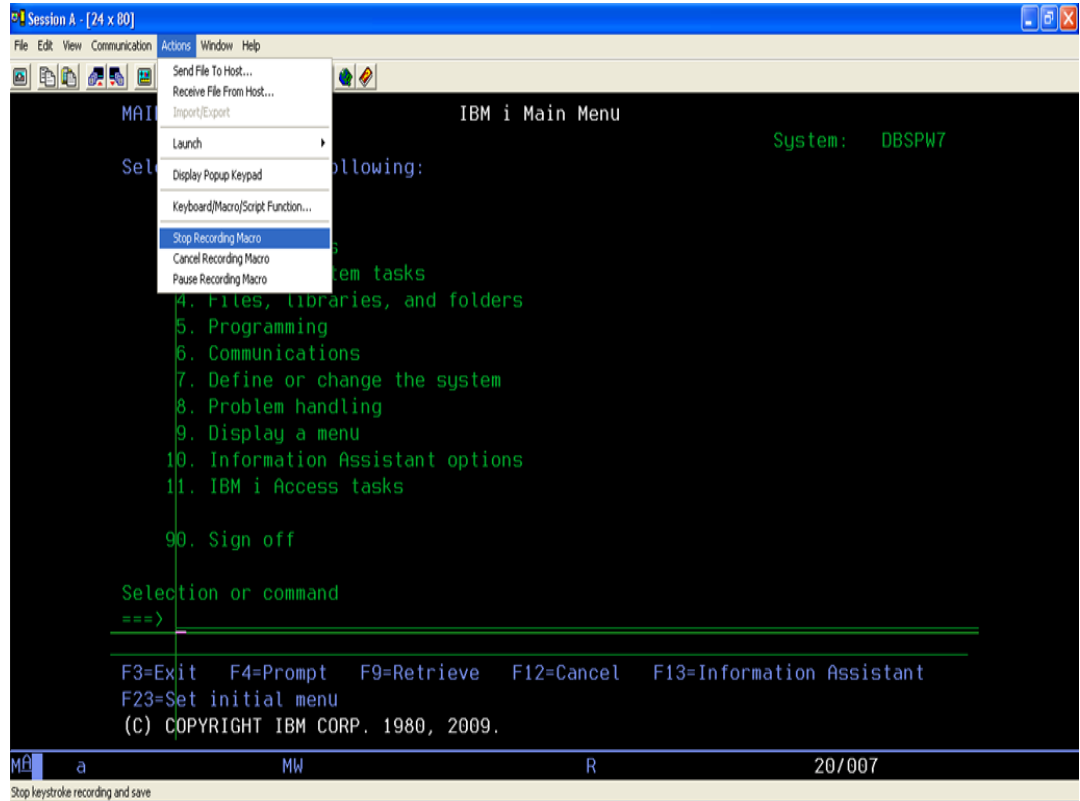 Session A - [24 x 80]
File Edit View Communication Actions Window Help
Send File To Host...
Receive File From Host...
Import/Export
Launch
Display Popup Keypad
Keyboard/Macro/Script Function...
Stop Recording Macro
Cancel Recording Macro
Pause Recording Macro
MAI IBM i Main Menu
System: DBSPW7
Sel ollowing:
s
tem tasks
4. Files, libraries, and folders
5. Programming
6. Communications
7. Define or change the system
8. Problem handling
9. Display a menu
10. Information Assistant options
11. IBM i Access tasks
90. Sign off
Selection or command
===>
F3=Exit F4=Prompt F9=Retrieve F12=Cancel F13=Information Assistant
F23=Set initial menu
(C) COPYRIGHT IBM CORP. 1980, 2009.
MA a MW R 20/007
Stop keystroke recording and save